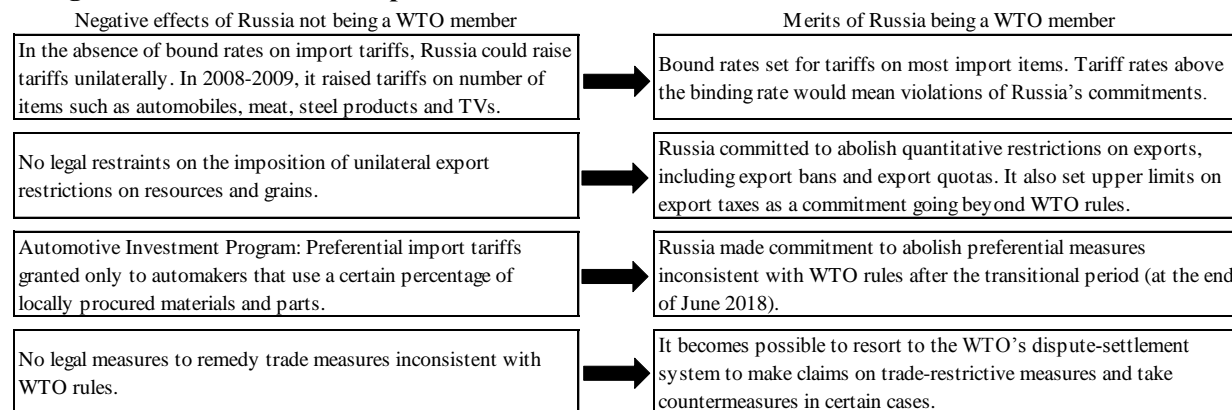 Negative effects of Russia not being a WTO member
Merits of Russia being a WTO member
In the absence of bound rates on import tariffs, Russia could raise
tariffs unilaterally. In 2008-2009, it raised tariffs on number of
items such as automobiles, meat, steel products and TVs.
Bound rates set for tariffs on most import items. Tariff rates above
the binding rate would mean violations of Russia's commitments.
No legal restraints on the imposition of unilateral export
restrictions on resources and grains.
Russia committed to abolish quantitative restrictions on exports,
including export bans and export quotas. It also set upper limits on
export taxes as a commitment going beyond WTO rules.
Automotive Investment Program: Preferential import tariffs
granted only to automakers that use a certain percentage of
locally procured materials and parts.
Russia made commitment to abolish preferential measures
inconsistent with WTO rules after the transitional period (at the end
of June 2018).
No legal measures to remedy trade measures inconsistent with
WTO rules.
It becomes possible to resort to the WTO's dispute-settlement
system to make claims on trade-restrictive measures and take
countermeasures in certain cases.